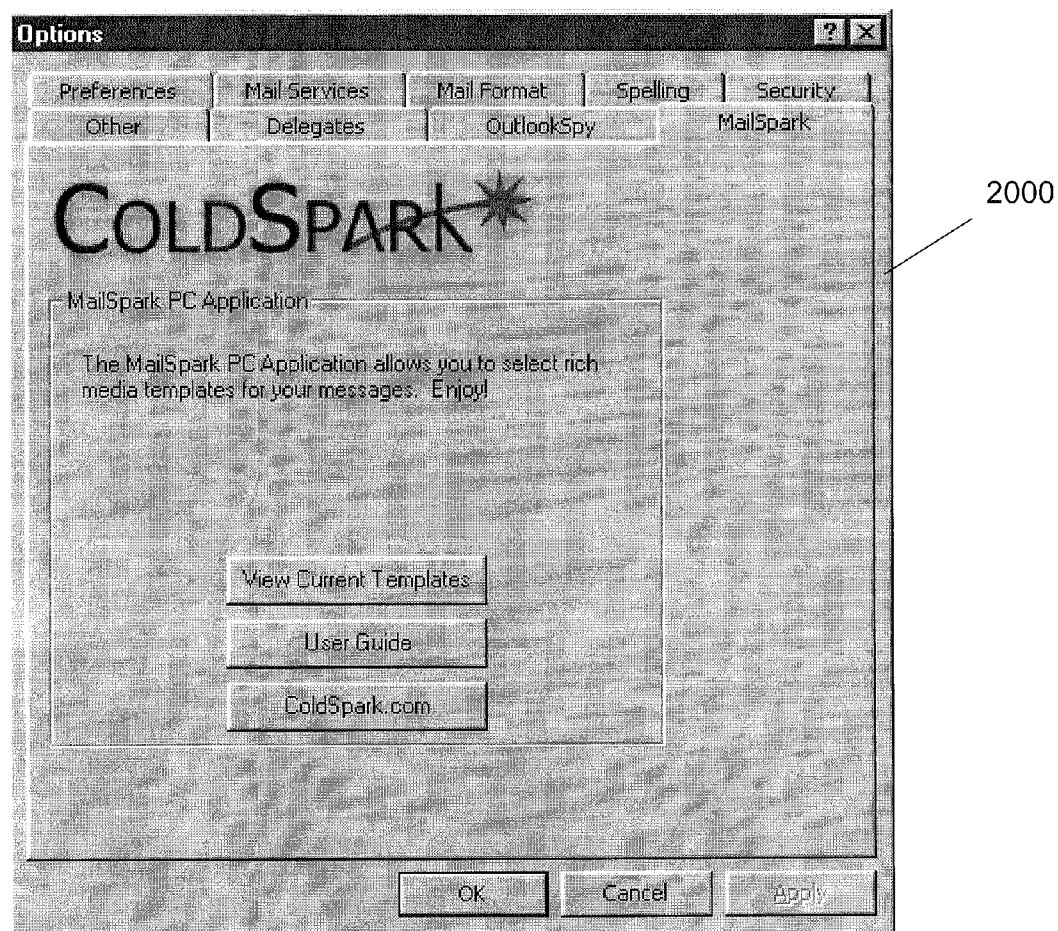 Options
Preferences Mail Services Mail Format Spelling Security
Other Delegates OutlookSpy MailSpark
2000
COLDSPARK
MailSpark PC Application
The MailSpark PC Application allows you to select rich
media templates for your messages. Enjoy!
View Current Templates
User Guide
ColdSpark.com
OK Cancel Apply